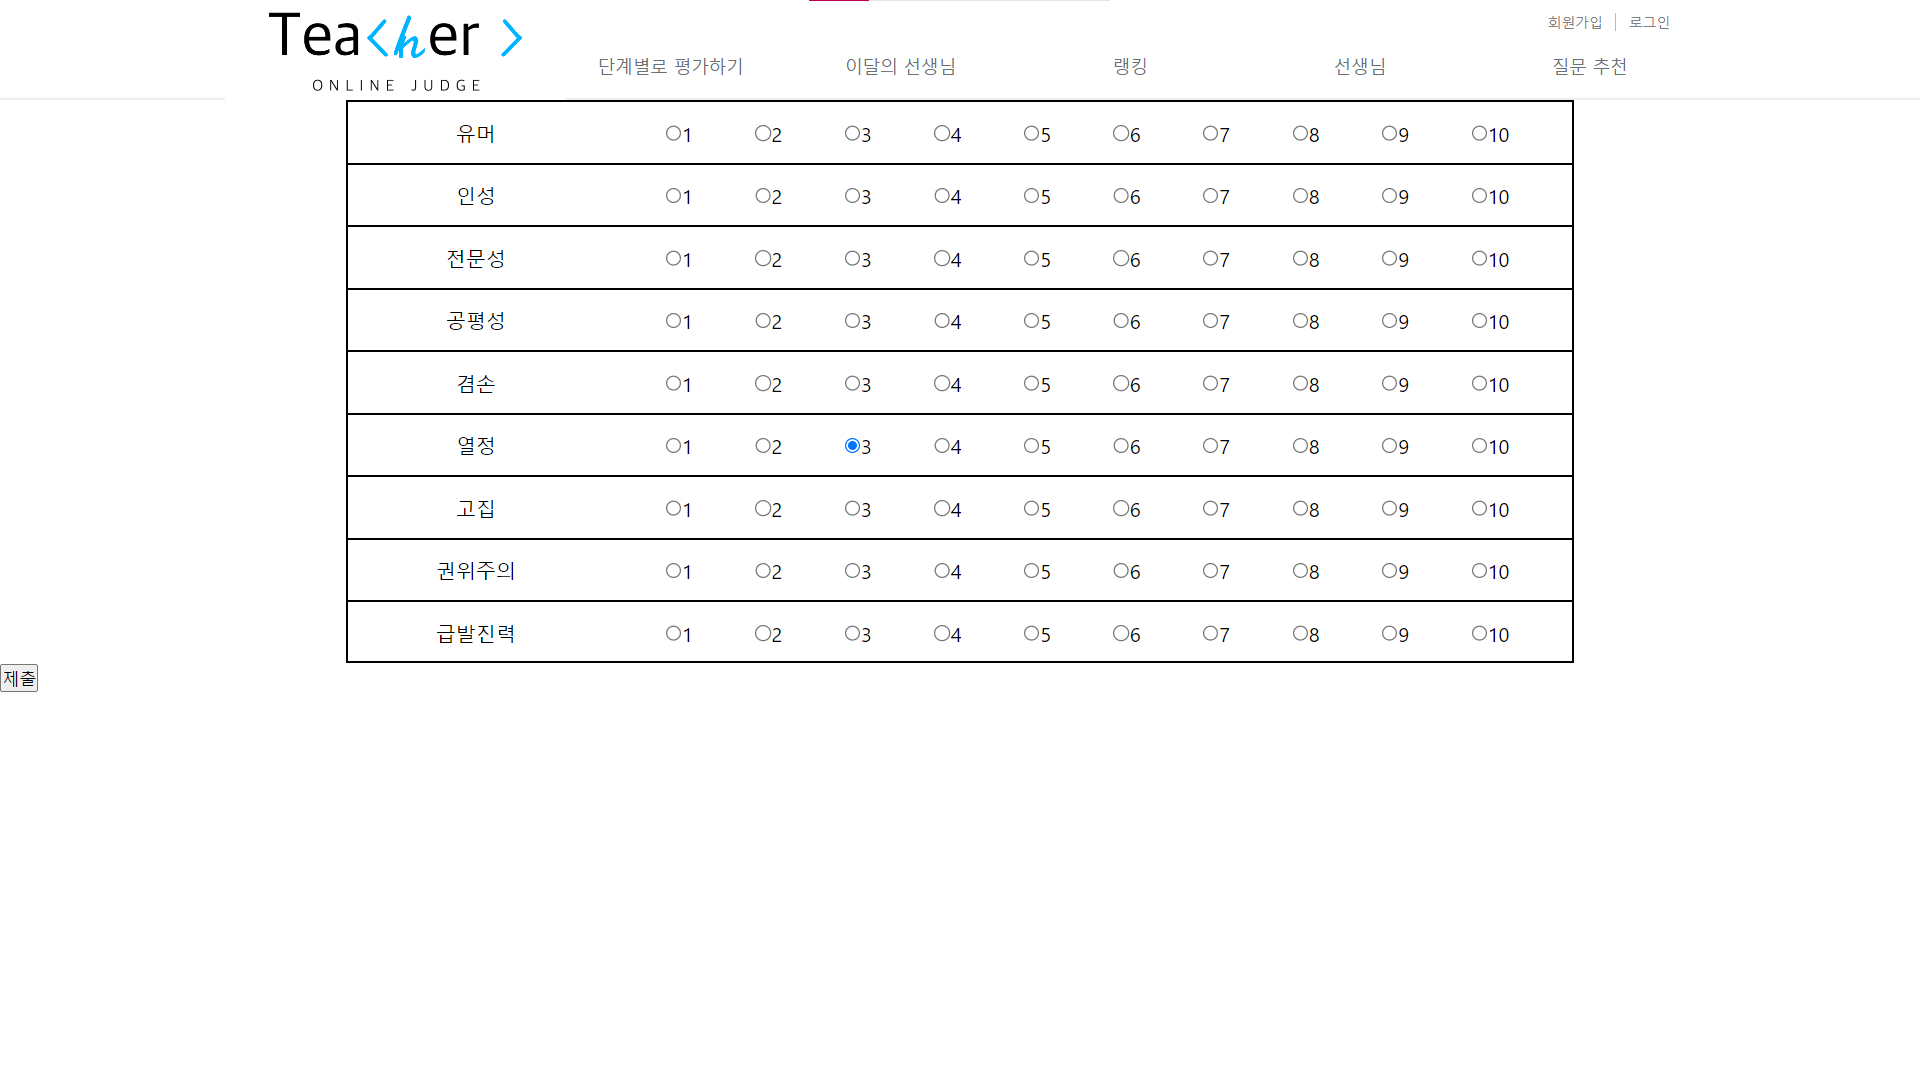 Tea<her >
ONLINE JUDGE
회원가입 로그인
단계별로 평가하기 이달의 선생님 랭킹 선생님 질문 추천
유머 1 2 3 4 5 6 7 8 9 10
인성 1 2 3 4 5 6 7 8 9 10
전문성 1 2 3 4 5 6 7 8 9 10
공평성 1 2 3 4 5 6 7 8 9 10
겸손 1 2 3 4 5 6 7 8 9 10
열정 1 2 3 4 5 6 7 8 9 10
고집 1 2 3 4 5 6 7 8 9 10
권위주의 1 2 3 4 5 6 7 8 9 10
급발진력 1 2 3 4 5 6 7 8 9 10
제출